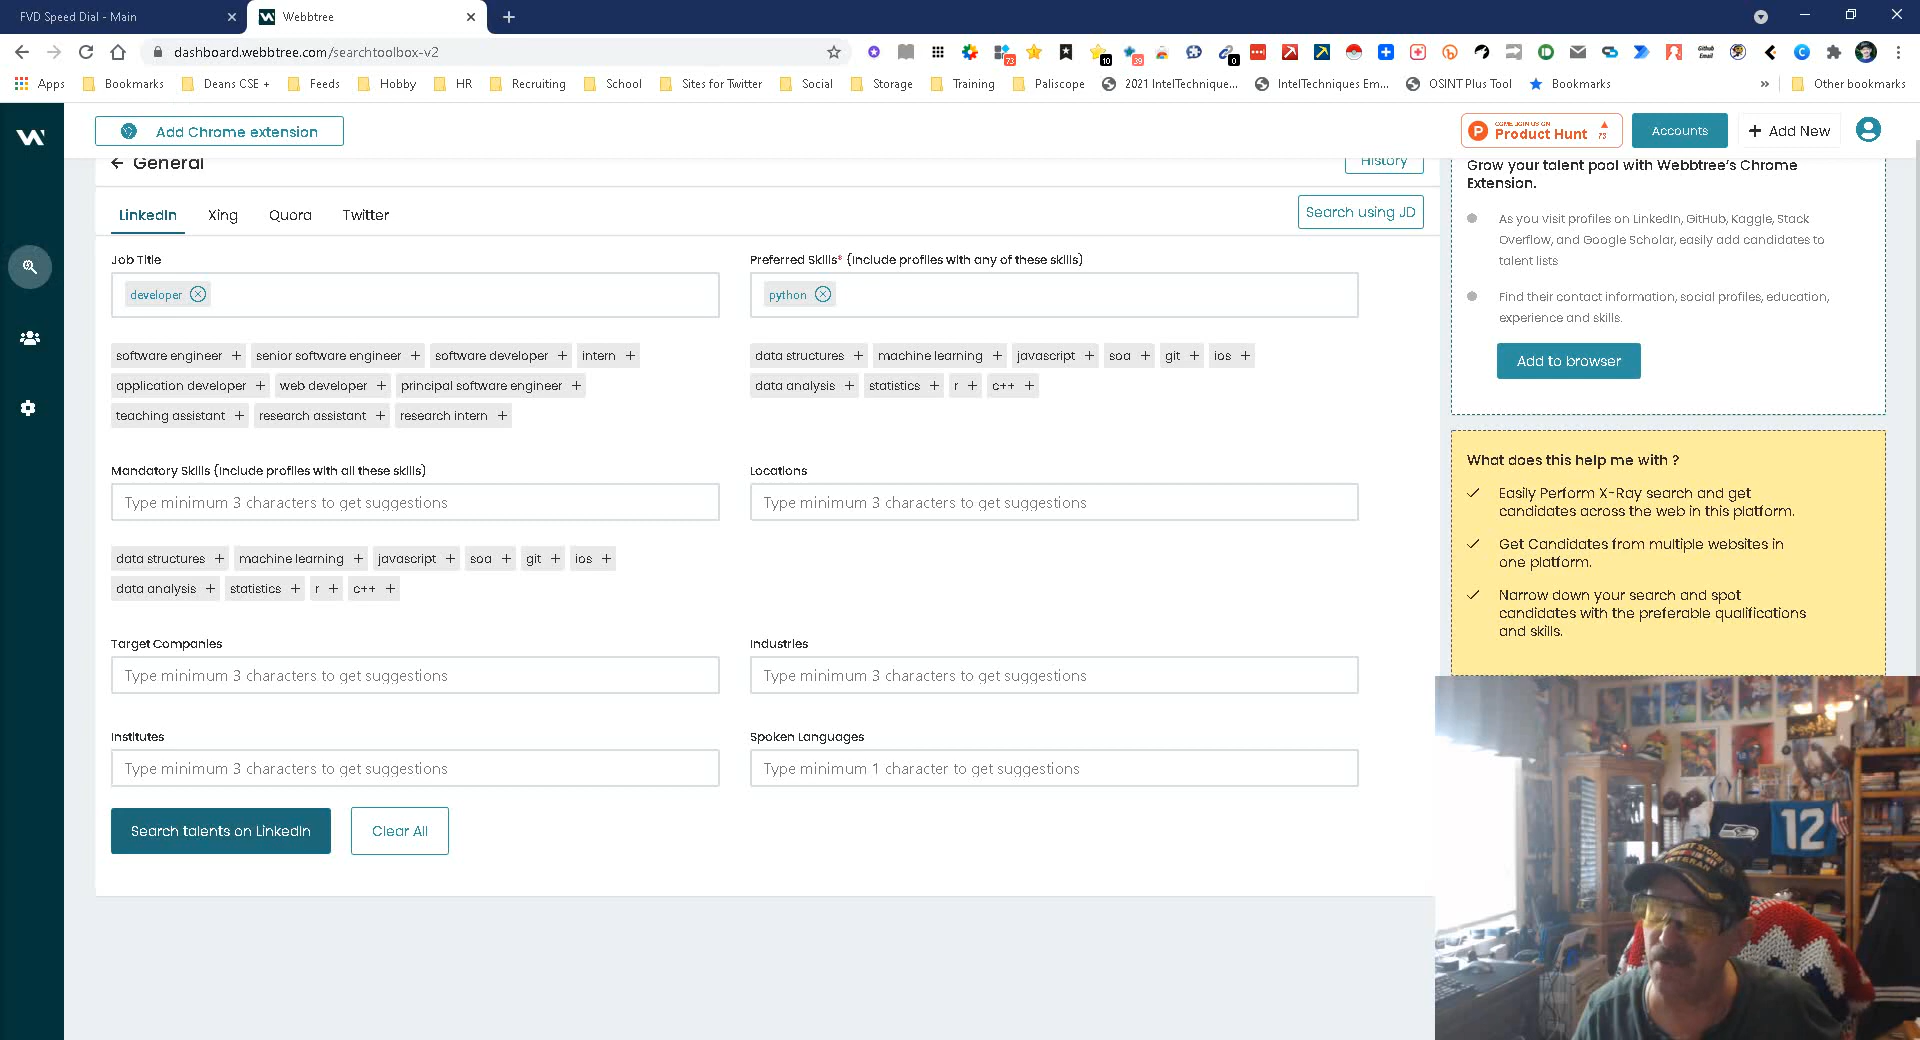 FVD Speed Dial - Main
Webbtree
dashboard.webbtree.com/searchtoolbox-v2
73
10
39
0
Apps
Bookmarks
Deans CSE +
Feeds
Hobby
HR
Recruiting
School
Sites for Twitter
Social
Storage
Training
Paliscope
2021 IntelTechnique...
IntelTechniques Em...
OSINT Plus Tool
Bookmarks
»
Other bookmarks
Add Chrome extension
COME JOIN US ON
Product Hunt
73
Accounts
+ Add New
General
History
LinkedIn
Xing
Quora
Twitter
Search using JD
Job Title
developer
Preferred Skills* (Include profiles with any of these skills)
python
software engineer + senior software engineer + software developer + intern +
application developer + web developer + principal software engineer +
teaching assistant + research assistant + research intern +
data structures + machine learning + javascript + soa + git + ios +
data analysis + statistics + r + c++ +
Mandatory Skills (Include profiles with all these skills)
Type minimum 3 characters to get suggestions
Locations
Type minimum 3 characters to get suggestions
data structures + machine learning + javascript + soa + git + ios +
data analysis + statistics + r + c++ +
Target Companies
Type minimum 3 characters to get suggestions
Industries
Type minimum 3 characters to get suggestions
Institutes
Type minimum 3 characters to get suggestions
Spoken Languages
Type minimum 1 character to get suggestions
Search talents on LinkedIn
Clear All
Grow your talent pool with Webbtree's Chrome
Extension.
As you visit profiles on LinkedIn, GitHub, Kaggle, Stack
Overflow, and Google Scholar, easily add candidates to
talent lists
Find their contact information, social profiles, education,
experience and skills.
Add to browser
What does this help me with ?
Easily Perform X-Ray search and get
candidates across the web in this platform.
Get Candidates from multiple websites in
one platform.
Narrow down your search and spot
candidates with the preferable qualifications
and skills.
12
VETERAN